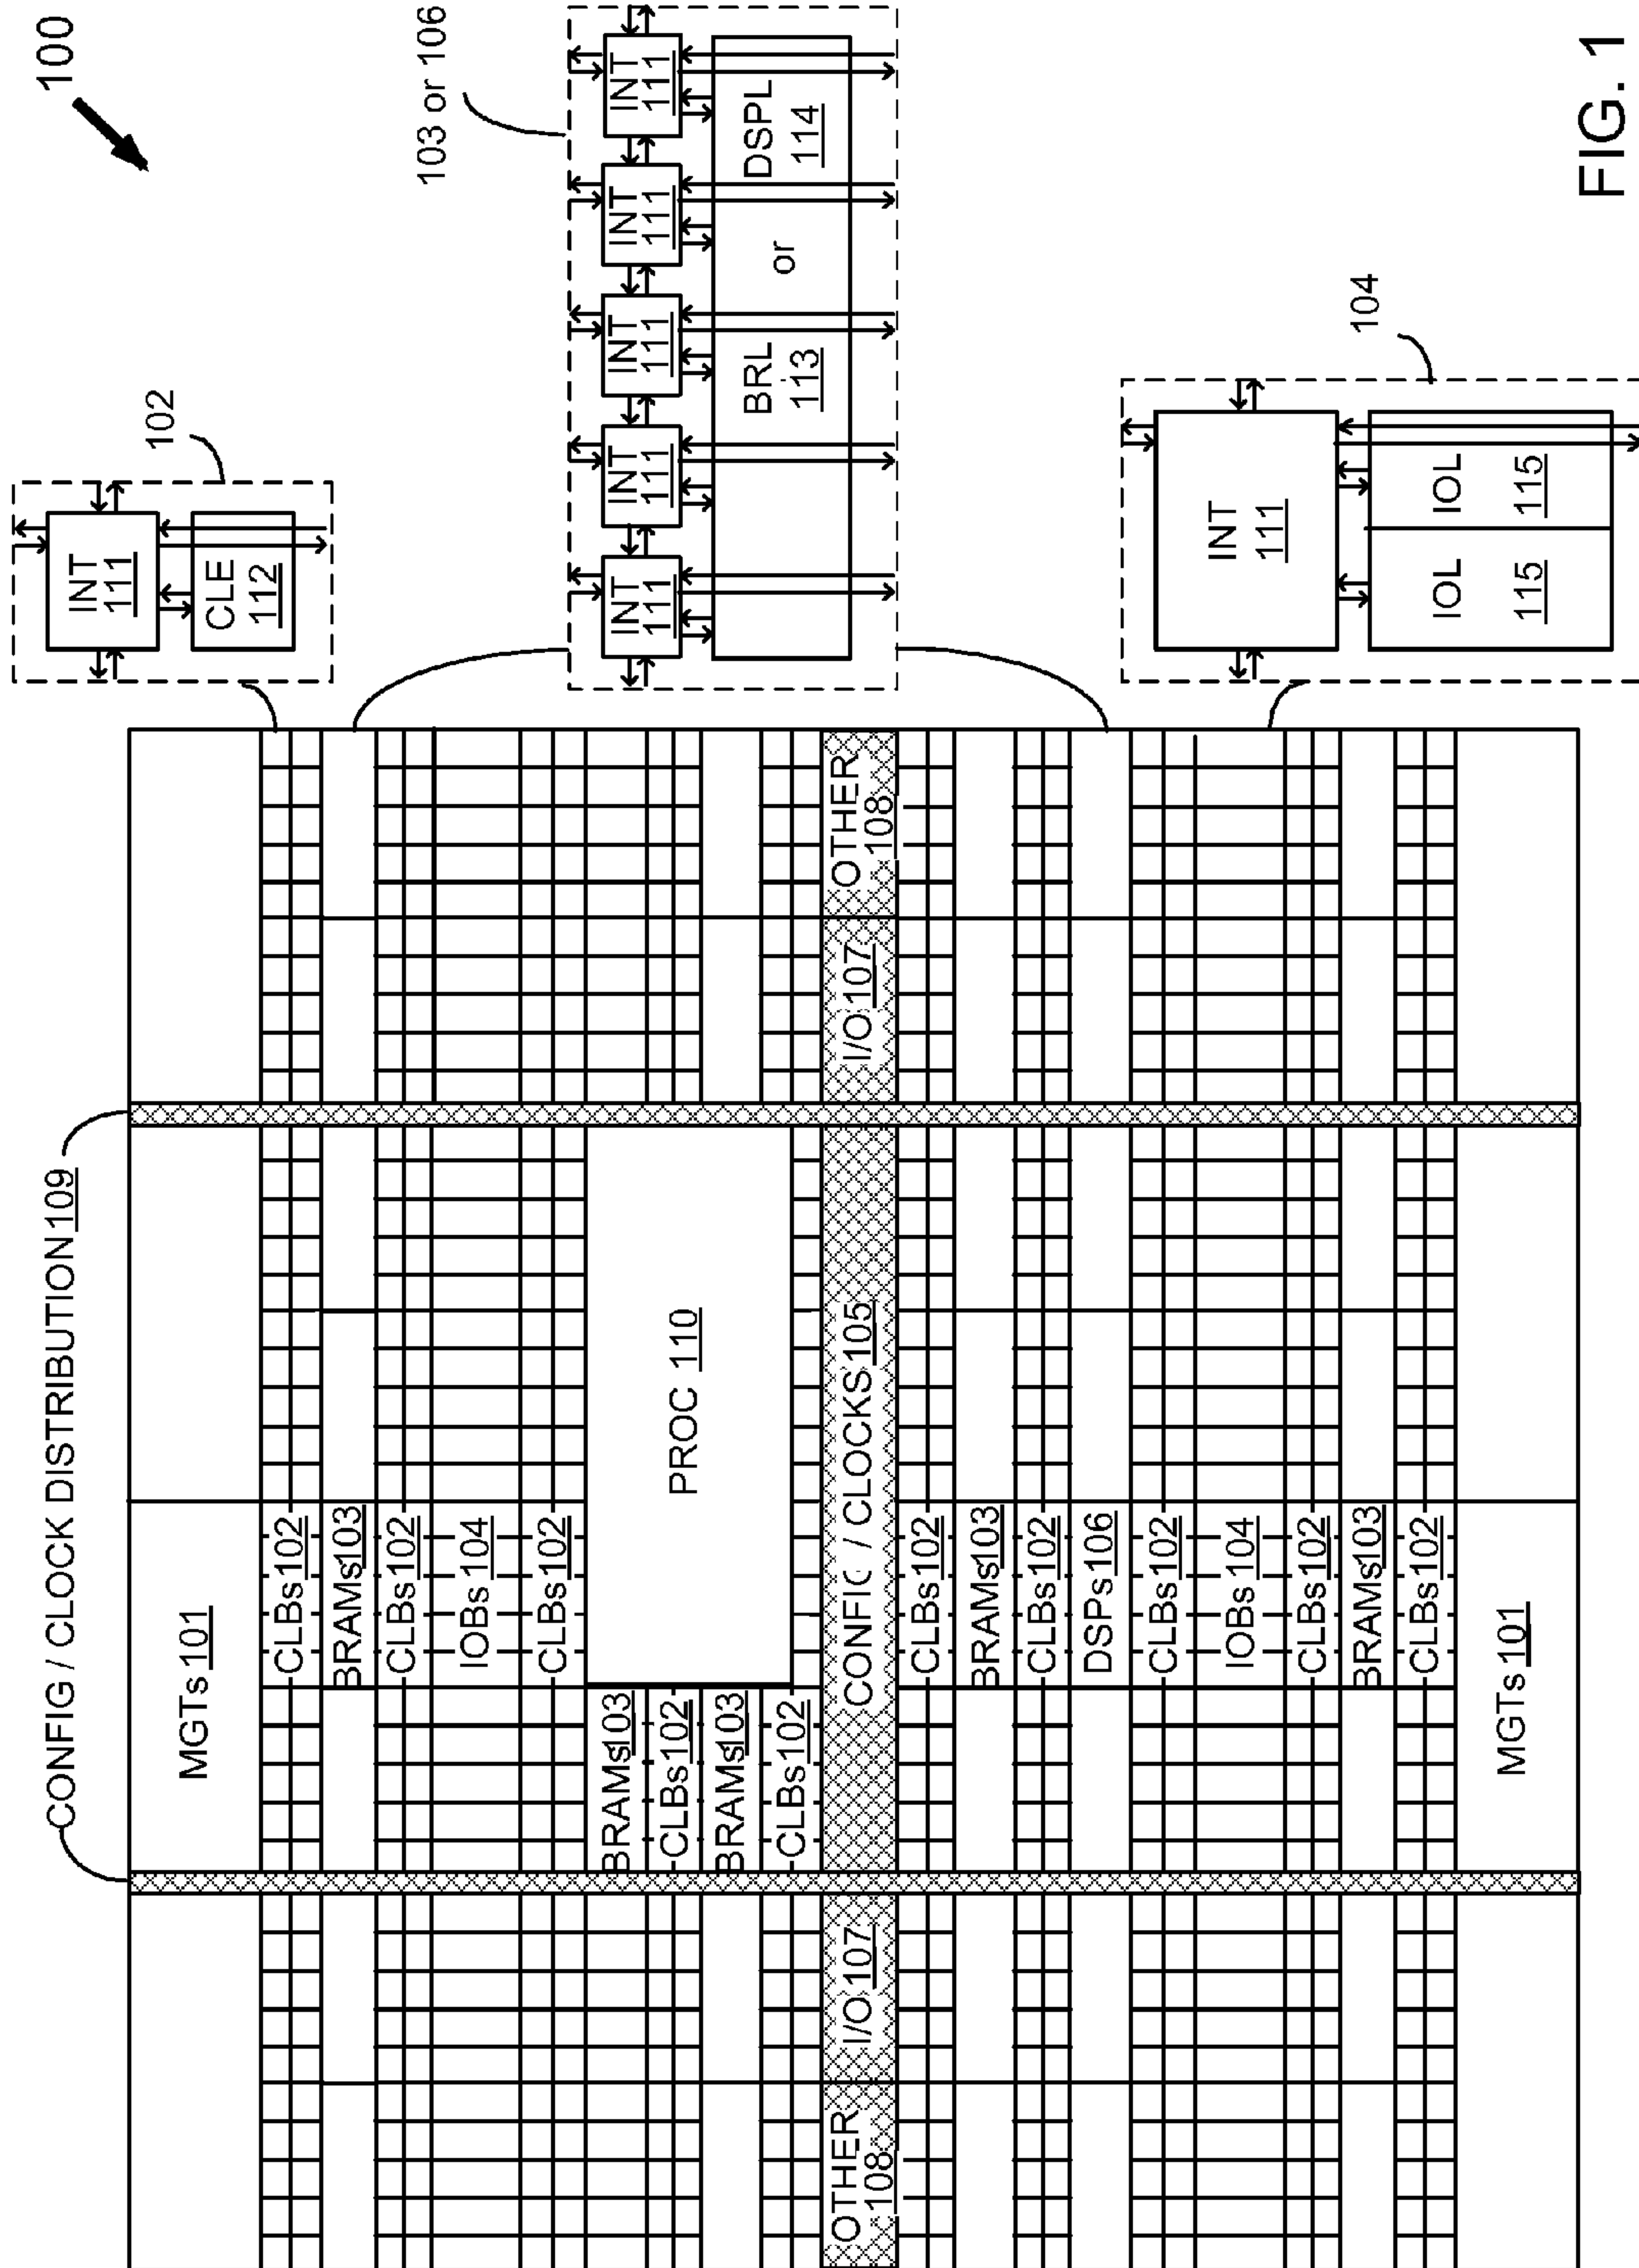 100
CONFIG / CLOCK DISTRIBUTION 109
MGTs 101
CLBs 102
BRAMs 103
CLBs 102
IOBs 104
CLBs 102
BRAMs 103
CLBs 102
BRAMs 103
CLBs 102
PROC 110
OTHER
108
I/O 107
CONFIG / CLOCKS 105
I/O 107
OTHER
108
CLBs 102
BRAMs 103
CLBs 102
DSPs 106
CLBs 102
IOBs 104
CLBs 102
BRAMs 103
CLBs 102
MGTs 101
102
INT
111
CLE
112
103 or 106
INT
111
INT
111
INT
111
INT
111
INT
111
BRL
113
or
DSPL
114
104
INT
111
IOL
115
IOL
115
FIG. 1